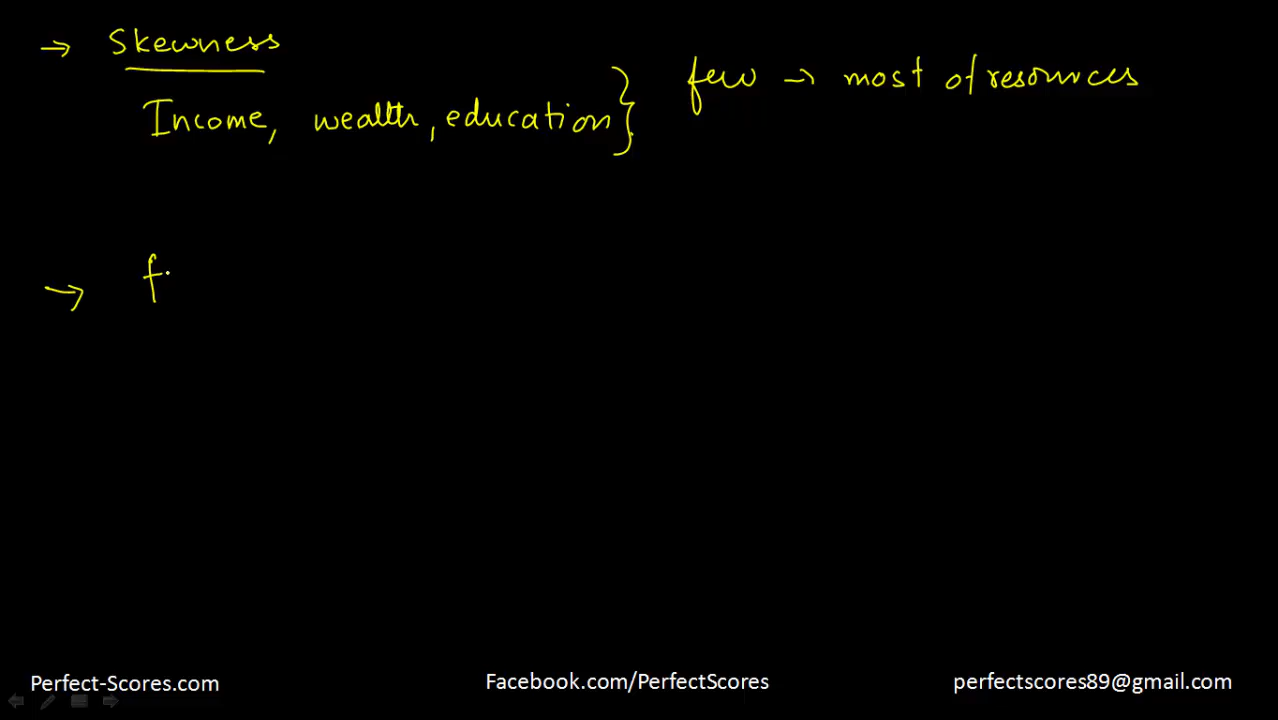 → Skewness
Income, wealth, education } few → most of resources
→ f
Perfect-Scores.com
Facebook.com/PerfectScores
perfectscores89@gmail.com